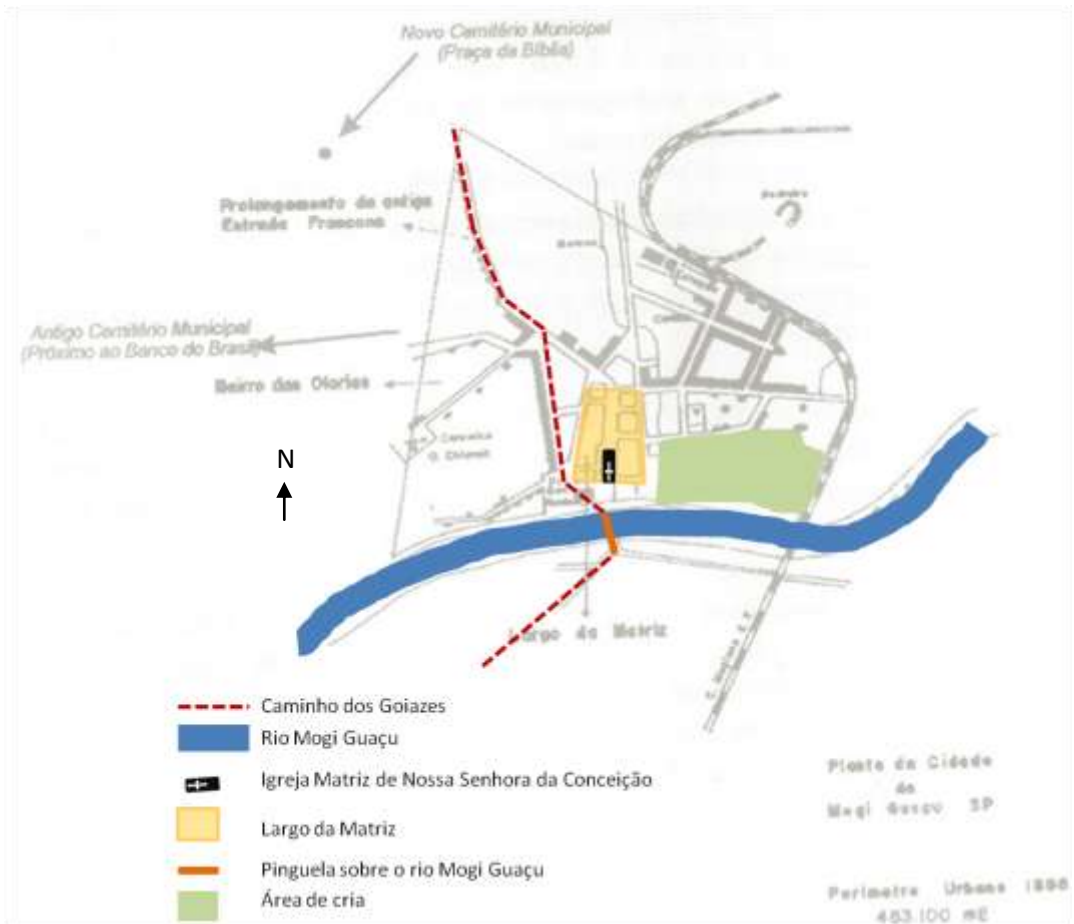 Novo Cemitério Municipal
(Praça da Bíblia)
Prolongamento da antiga
Estrada Francana
Antigo Cemitério Municipal
(Próximo ao Banco do Brasil)
Bairro das Olarias
N
Largo da Matriz
Caminho dos Goiazes
Rio Mogi Guaçu
Igreja Matriz de Nossa Senhora da Conceição
Largo da Matriz
Pinguela sobre o rio Mogi Guaçu
Área de cria
Planta da Cidade
de
Mogi Guaçu SP
Perímetro Urbano